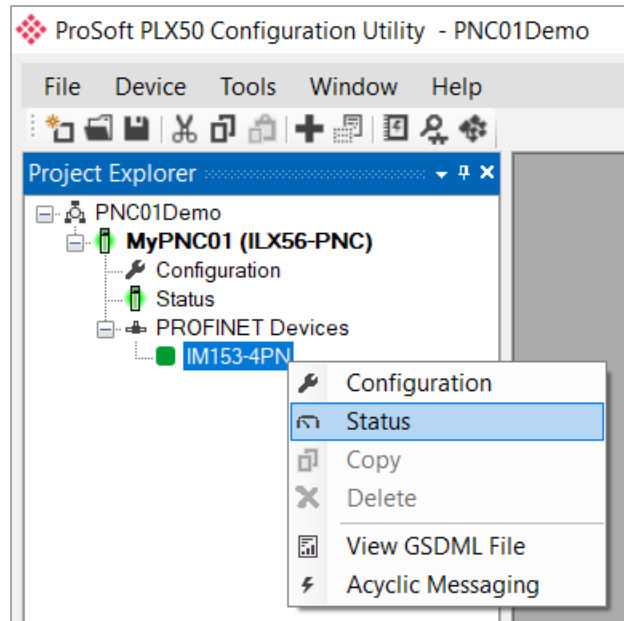 ProSoft PLX50 Configuration Utility - PNC01Demo
File Device Tools Window Help
Project Explorer
PNC01Demo
MyPNC01 (ILX56-PNC)
Configuration
Status
PROFINET Devices
IM153-4PN
Configuration
Status
Copy
Delete
View GSDML File
Acyclic Messaging